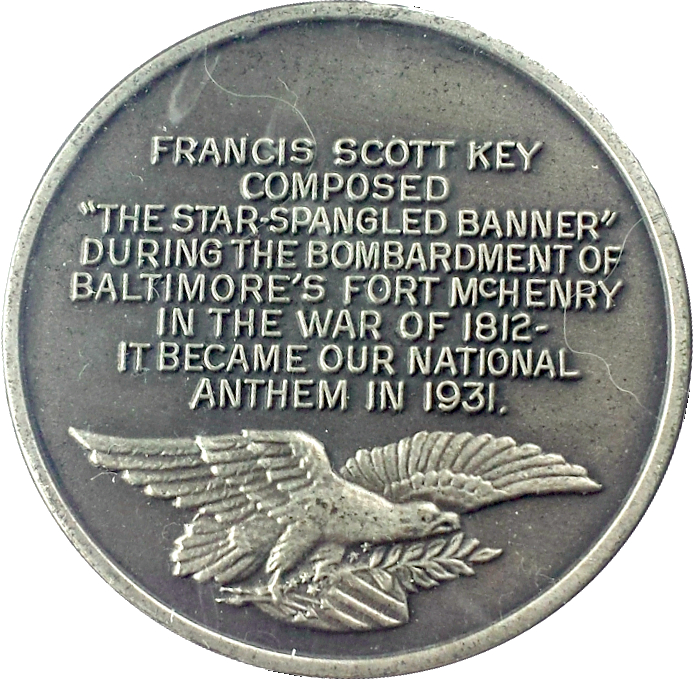 FRANCIS SCOTT KEY
COMPOSED
"THE STAR-SPANGLED BANNER"
DURING THE BOMBARDMENT OF
BALTIMORE'S FORT McHENRY
IN THE WAR OF 1812-
IT BECAME OUR NATIONAL
ANTHEM IN 1931.